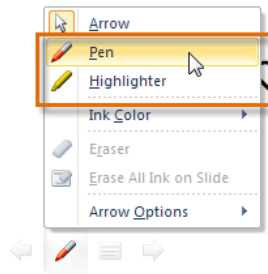 Arrow
Pen
Highlighter
Ink Color
Eraser
Erase All Ink on Slide
Arrow Options